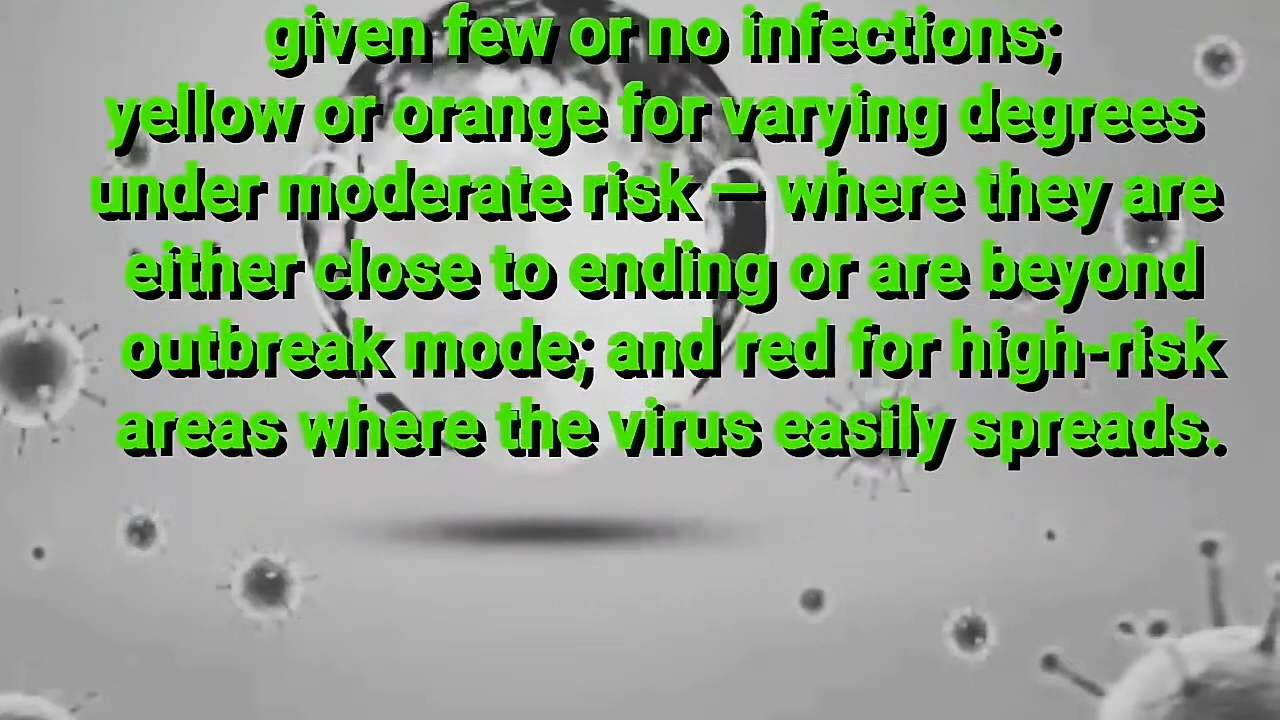 given few or no infections;
yellow or orange for varying degrees
under moderate risk — where they are
either close to ending or are beyond
outbreak mode; and red for high-risk
areas where the virus easily spreads.